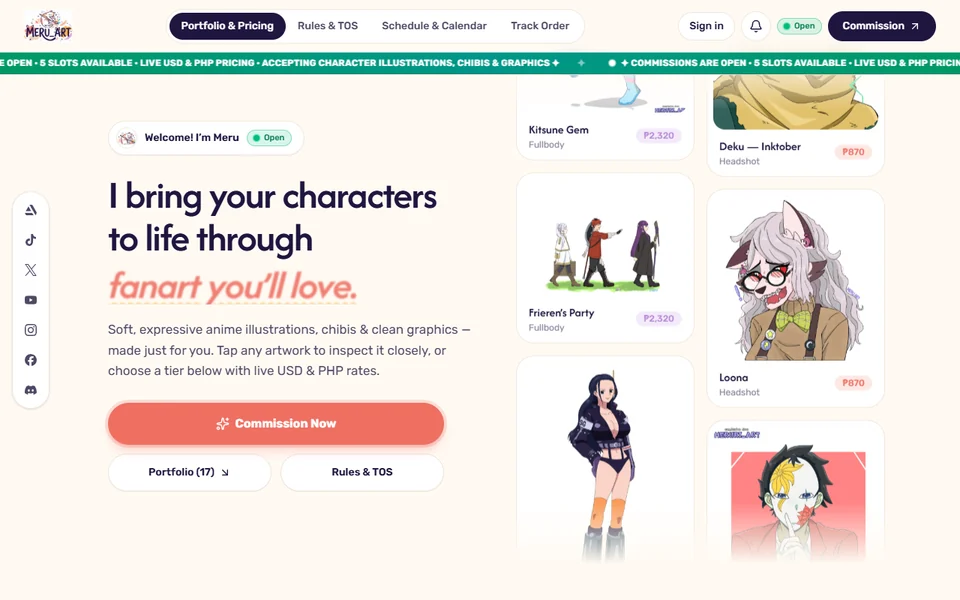 MERU_ART
Portfolio & Pricing
Rules & TOS
Schedule & Calendar
Track Order
Sign in
Open
Commission
E OPEN • 5 SLOTS AVAILABLE • LIVE USD & PHP PRICING • ACCEPTING CHARACTER ILLUSTRATIONS, CHIBIS & GRAPHICS ✦ ✦ COMMISSIONS ARE OPEN • 5 SLOTS AVAILABLE • LIVE USD & PHP PRICIN
Welcome! I'm Meru
Open
I bring your characters
to life through
fanart you'll love.
Soft, expressive anime illustrations, chibis & clean graphics —
made just for you. Tap any artwork to inspect it closely, or
choose a tier below with live USD & PHP rates.
Commission Now
Portfolio (17)
Rules & TOS
Kitsune Gem
Fullbody
₱2,320
Frieren's Party
Fullbody
₱2,320
Deku — Inktober
Headshot
₱870
Loona
Headshot
₱870